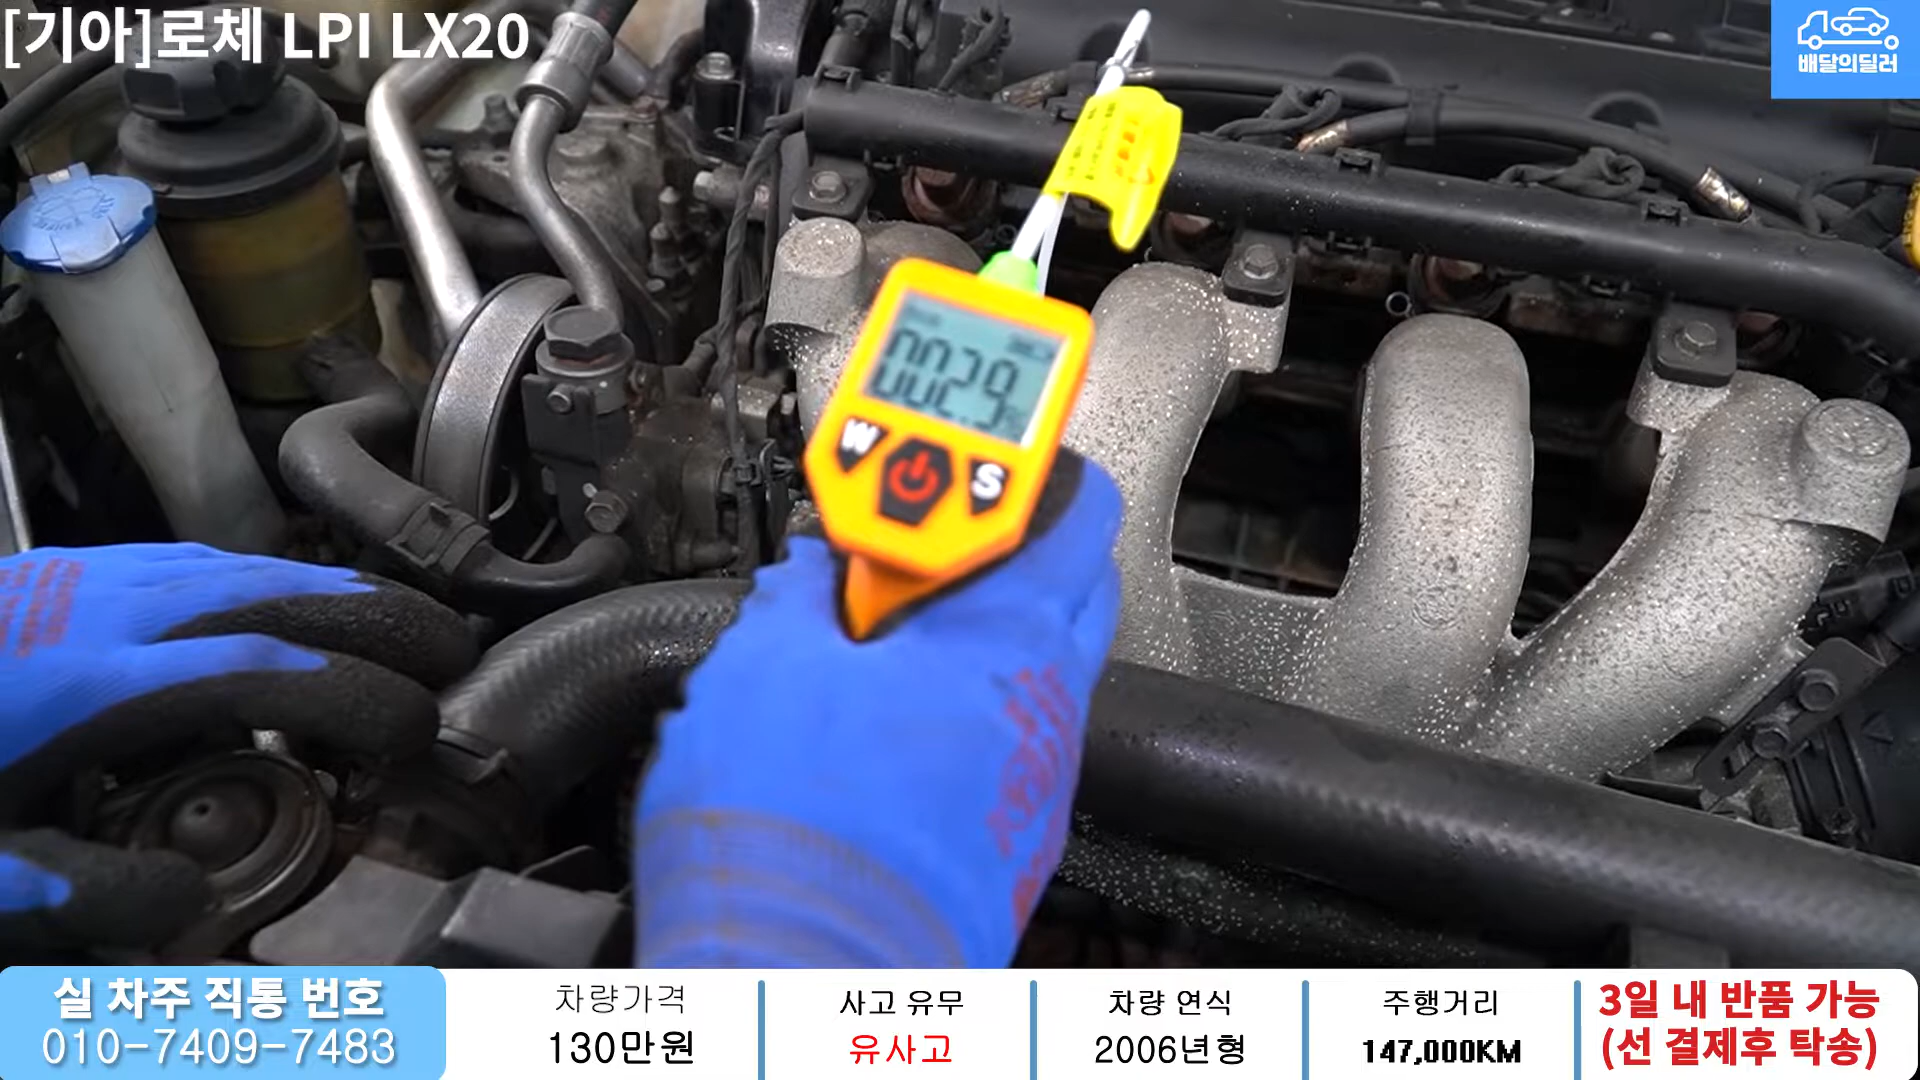 [기아]로체 LPI LX20
배달의딜러
W
S
실 차주 직통 번호
010-7409-7483
차량가격
130만원
사고 유무
유사고
차량 연식
2006년형
주행거리
147,000KM
3일 내 반품 가능
(선 결제후 탁송)